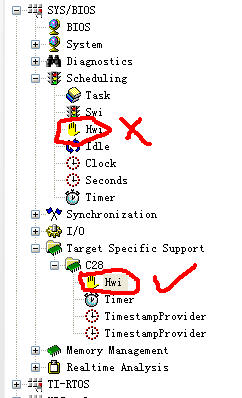 SYS/BIOS
BIOS
System
Diagnostics
Scheduling
Task
Swi
Hwi
Idle
Clock
Seconds
Timer
Synchronization
I/O
Target Specific Support
C28
Hwi
Timer
TimestampProvider
TimestampProvider
Memory Management
Realtime Analysis
TI-RTOS